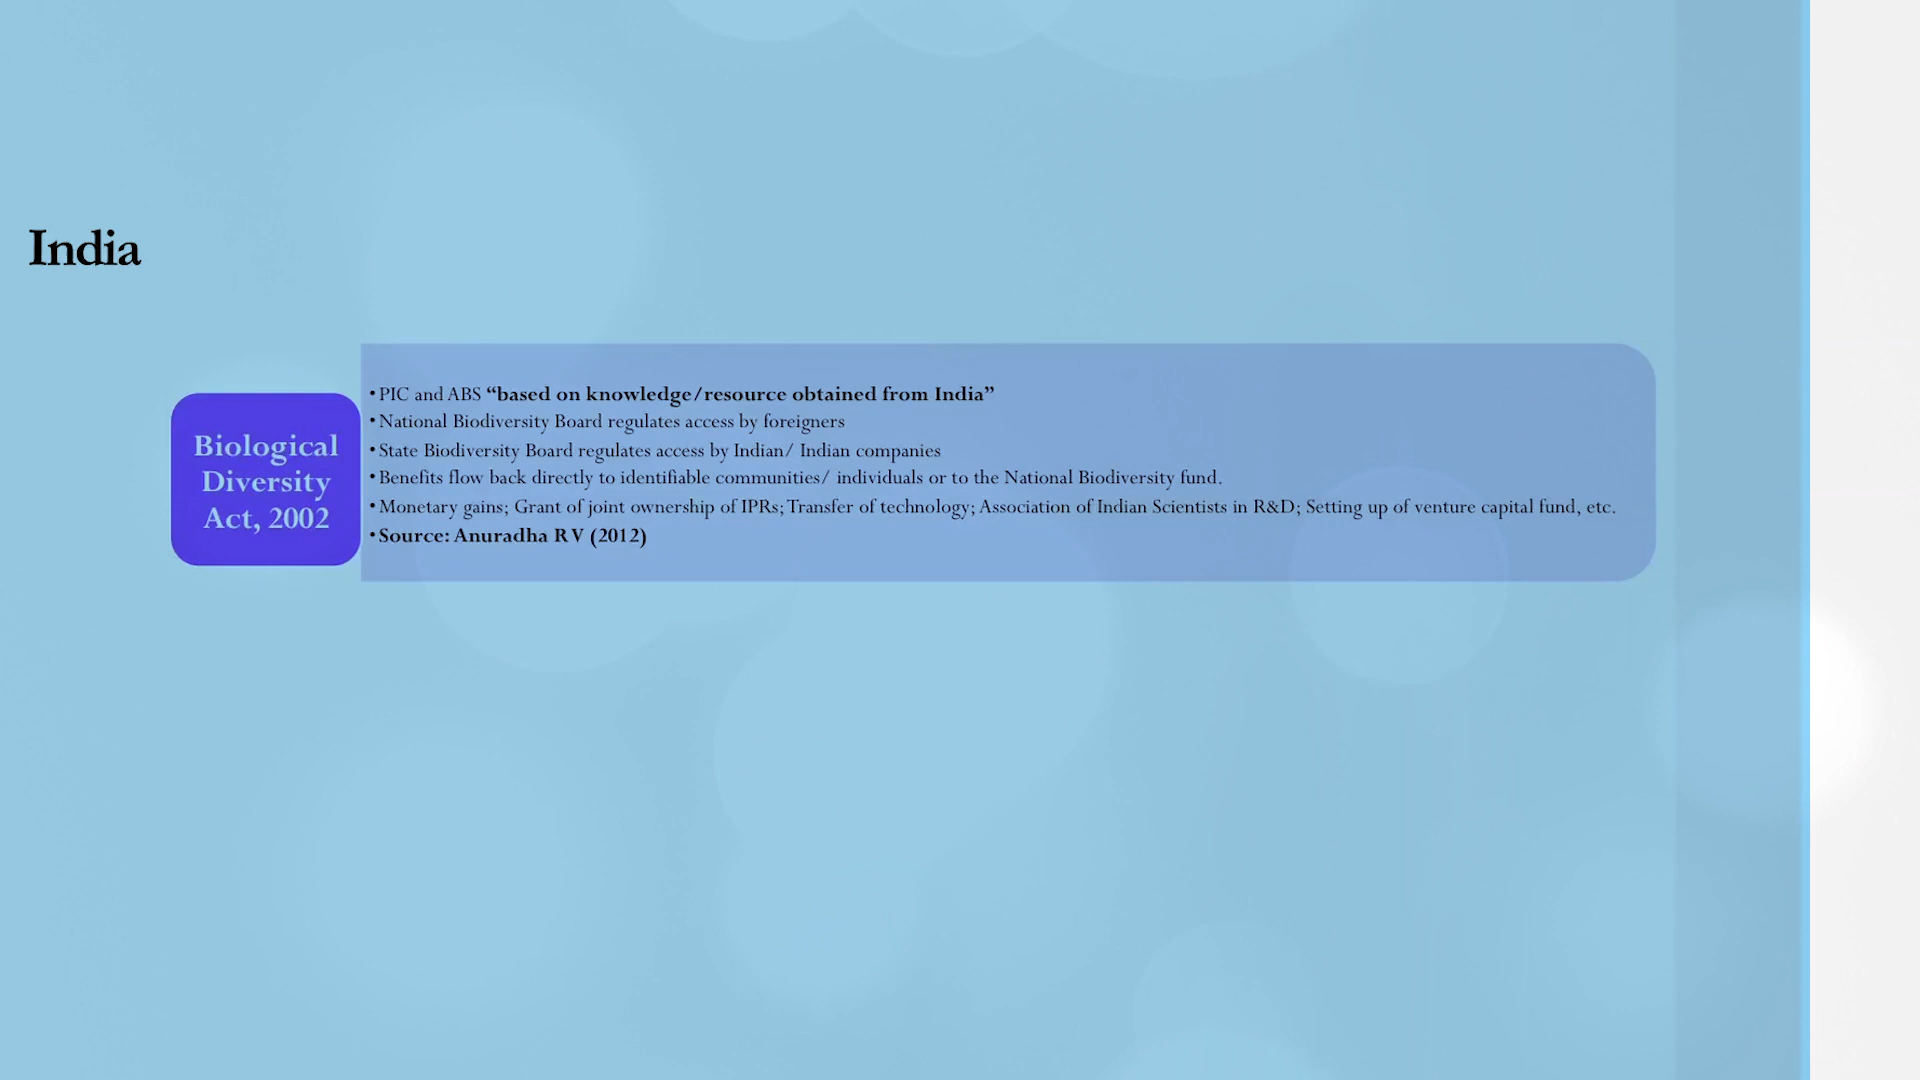 India
Biological
Diversity
Act, 2002
•PIC and ABS “based on knowledge/resource obtained from India”
•National Biodiversity Board regulates access by foreigners
•State Biodiversity Board regulates access by Indian/ Indian companies
•Benefits flow back directly to identifiable communities/ individuals or to the National Biodiversity fund.
•Monetary gains; Grant of joint ownership of IPRs; Transfer of technology; Association of Indian Scientists in R&D; Setting up of venture capital fund, etc.
•Source: Anuradha RV (2012)